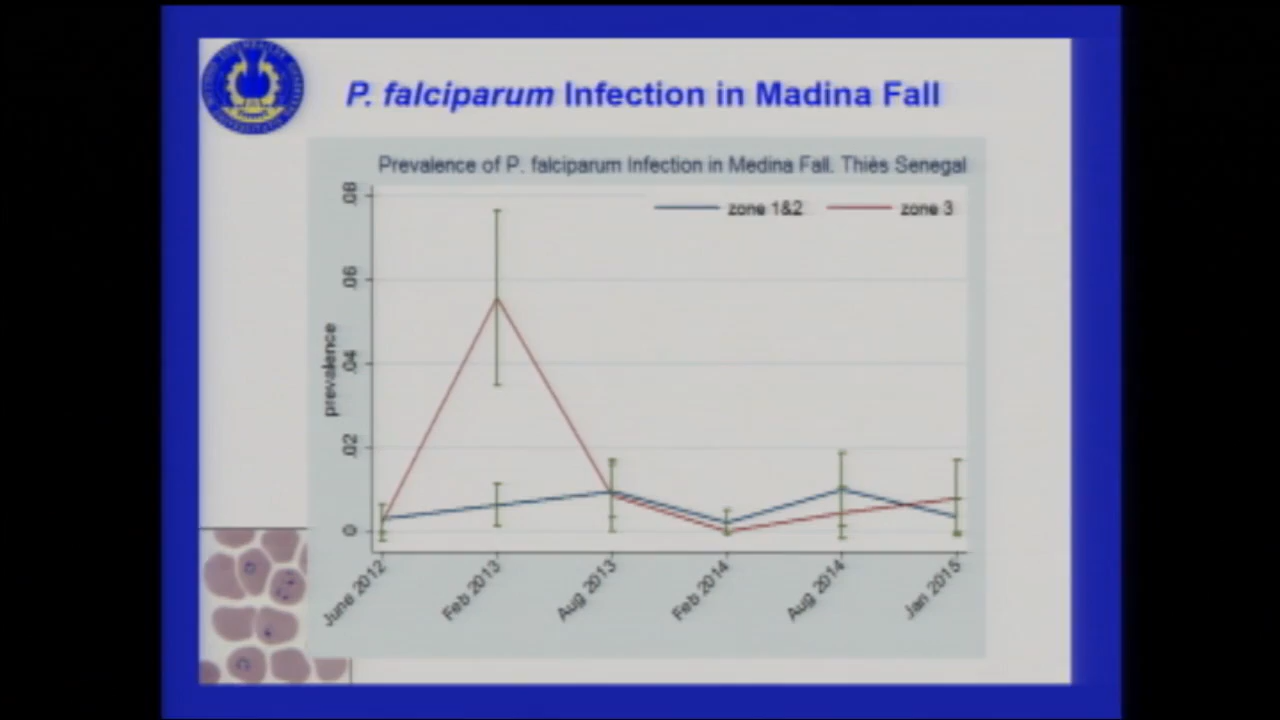 P. falciparum Infection in Madina Fall
Prevalence of P. falciparum Infection in Medina Fall. Thiès Senegal
zone 1&2 zone 3
prevalence
.08
.06
.04
.02
0
June 2012 Feb 2013 Aug 2013 Feb 2014 Aug 2014 Jan 2015